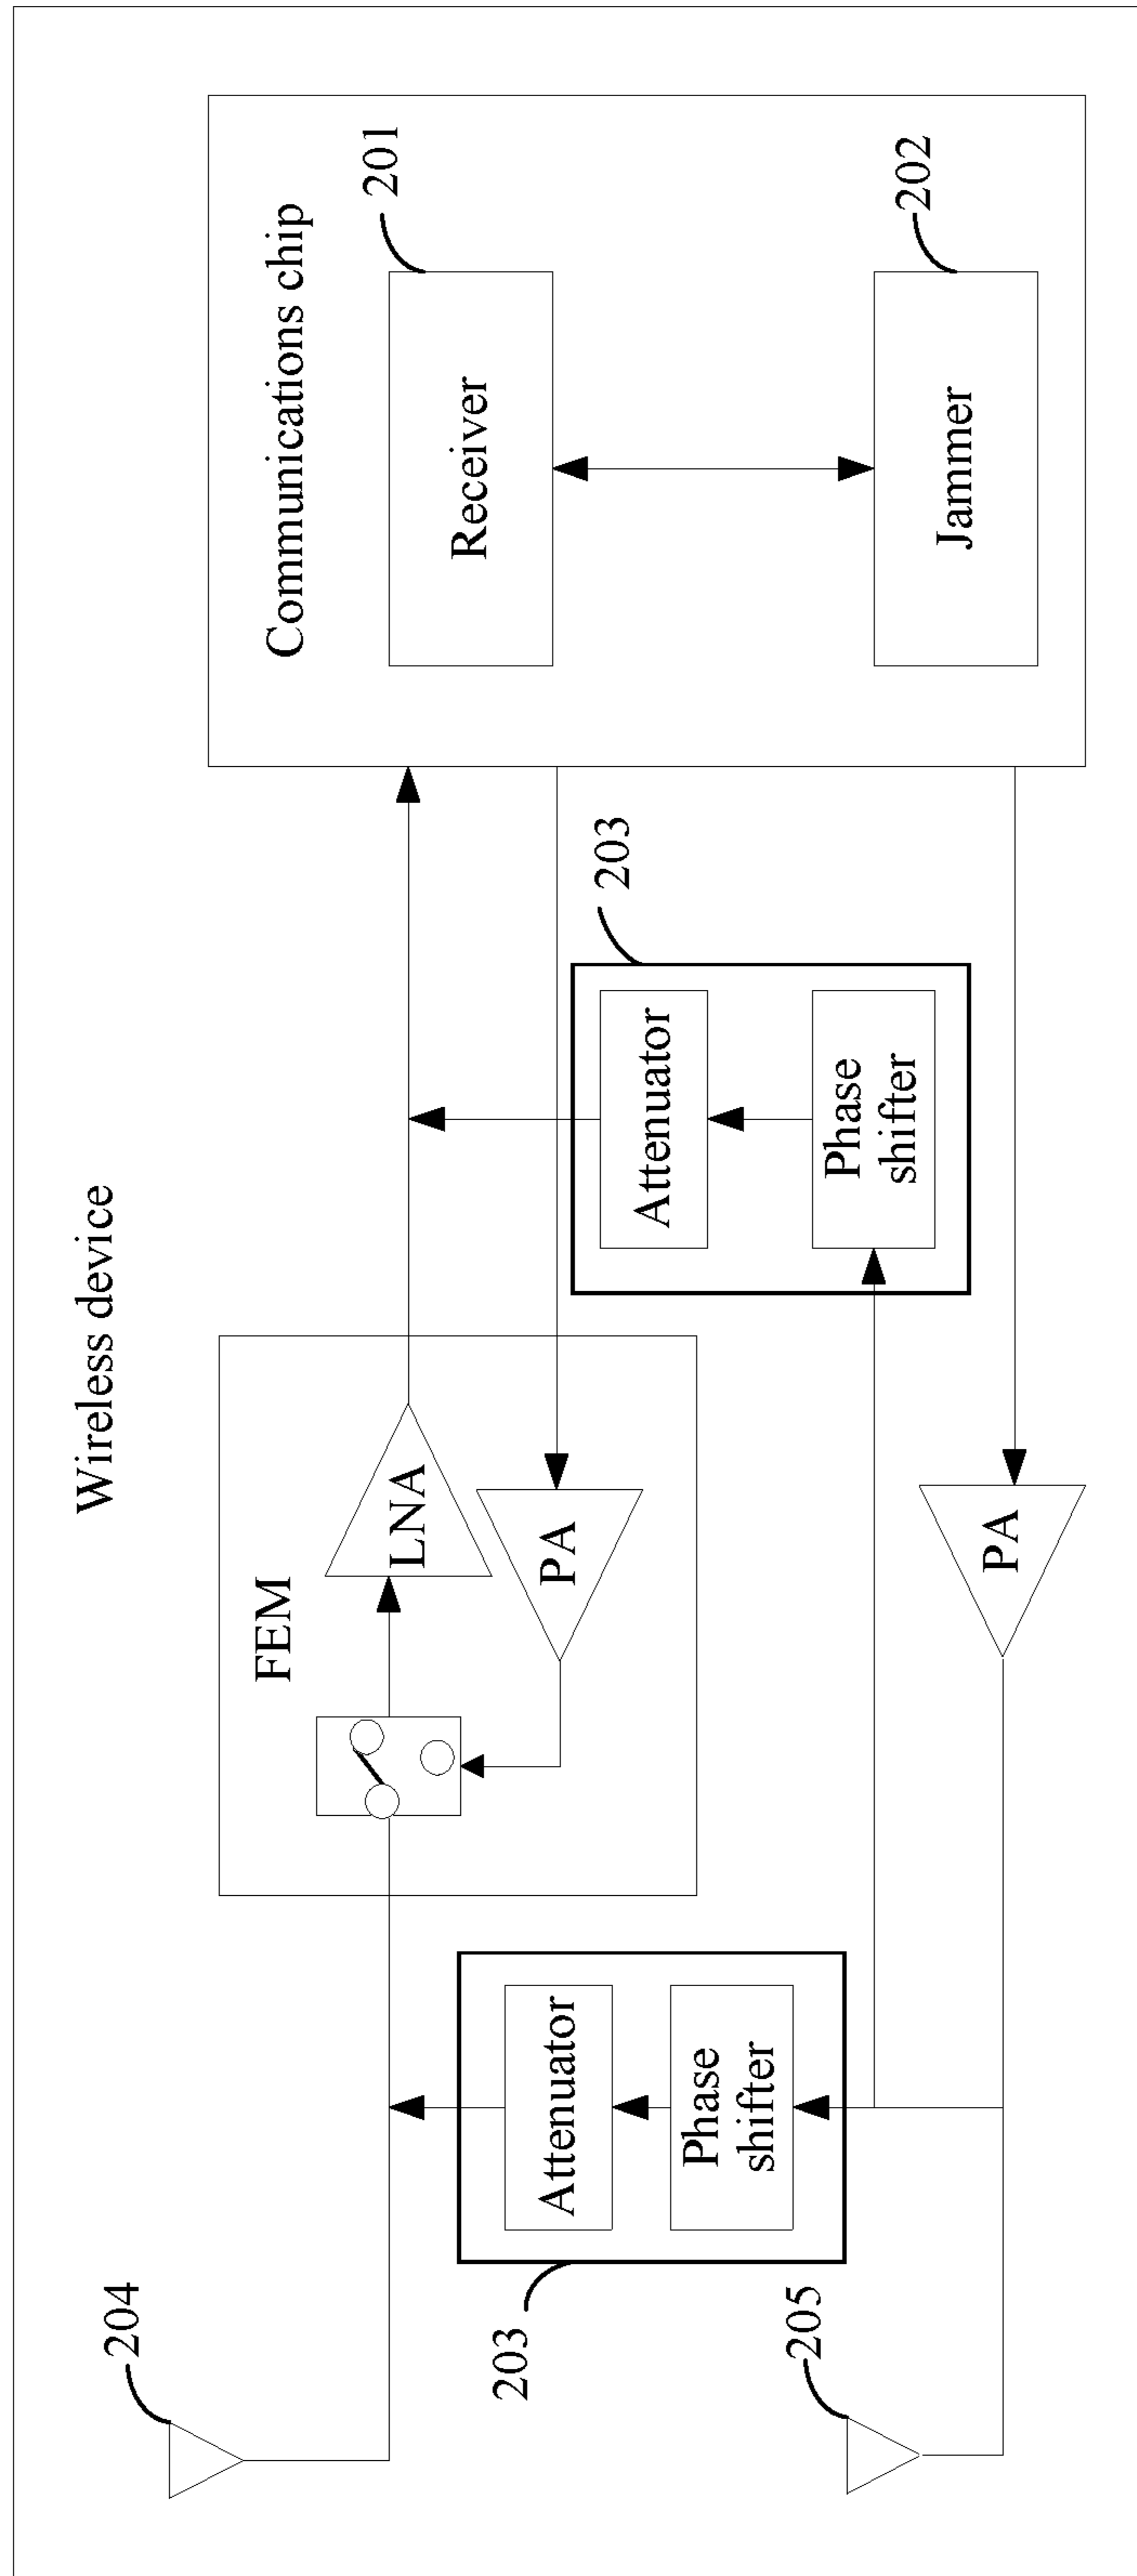 Wireless device
Communications chip
201
Receiver
202
Jammer
FEM
LNA
PA
203
Attenuator
Phase
shifter
PA
204
203
Attenuator
Phase
shifter
205